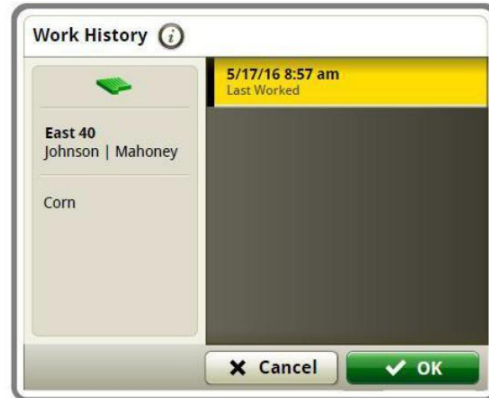 Work History
East 40
Johnson | Mahoney
Corn
5/17/16 8:57 am
Last Worked
Cancel
OK